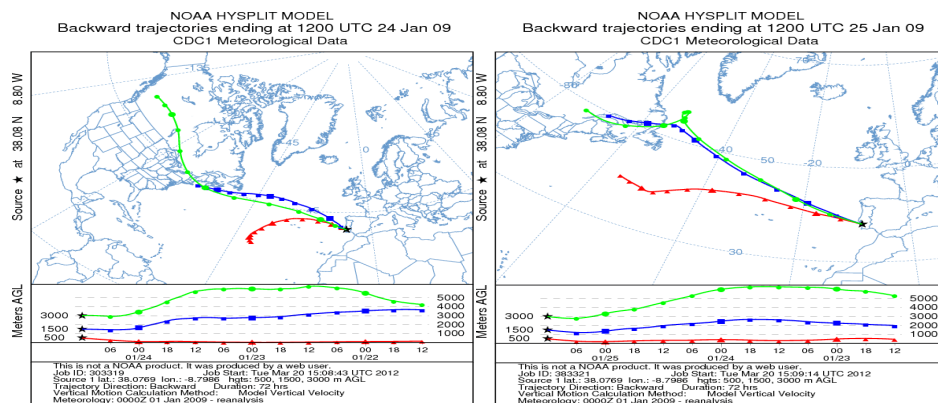 NOAA HYSPLIT MODEL
Backward trajectories ending at 1200 UTC 24 Jan 09
CDC1 Meteorological Data
Source ★ at 38.08 N 8.80 W
-135
-45
0
Meters AGL
3000
1500
500
5000
4000
3000
2000
1000
06 00 18 12 06 00 18 12 06 00 18 12
01/24 01/23 01/22
This is not a NOAA product. It was produced by a web user.
Job ID: 303319 Job Start: Tue Mar 20 15:08:43 UTC 2012
Source 1 lat.: 38.0769 lon.: -8.7986 hgts: 500, 1500, 3000 m AGL
Trajectory Direction: Backward Duration: 72 hrs
Vertical Motion Calculation Method: Model Vertical Velocity
Meteorology: 0000Z 01 Jan 2009 - reanalysis
NOAA HYSPLIT MODEL
Backward trajectories ending at 1200 UTC 25 Jan 09
CDC1 Meteorological Data
Source ★ at 38.08 N 8.80 W
40
50
-20
30
Meters AGL
3000
1500
500
5000
4000
3000
2000
1000
06 00 18 12 06 00 18 12 06 00 18 12
01/25 01/24 01/23
This is not a NOAA product. It was produced by a web user.
Job ID: 383321 Job Start: Tue Mar 20 15:09:14 UTC 2012
Source 1 lat.: 38.0769 lon.: -8.7986 hgts: 500, 1500, 3000 m AGL
Trajectory Direction: Backward Duration: 72 hrs
Vertical Motion Calculation Method: Model Vertical Velocity
Meteorology: 0000Z 01 Jan 2009 - reanalysis